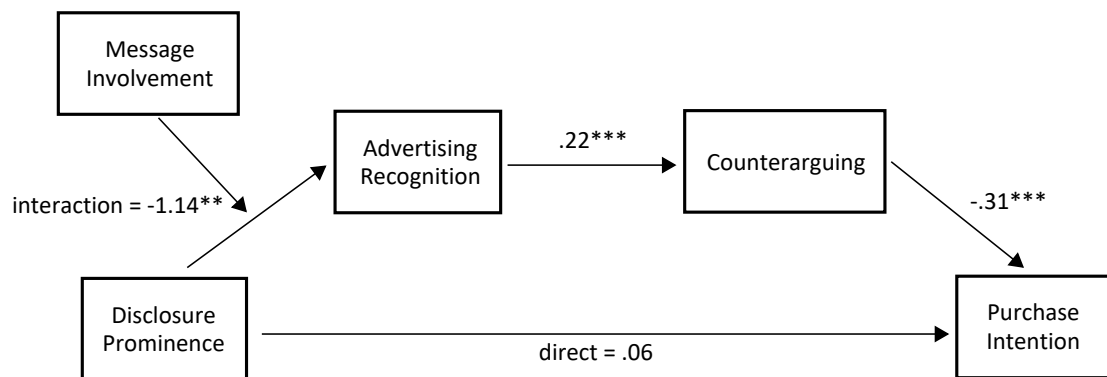 Message
Involvement
Advertising
Recognition
.22***
Counterarguing
interaction = -1.14**
-.31***
Disclosure
Prominence
direct = .06
Purchase
Intention